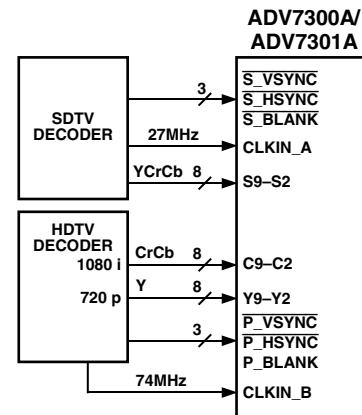 ADV7300A/
ADV7301A
SDTV
DECODER
3
S_VSYNC
S_HSYNC
S_BLANK
27MHz
CLKIN_A
YCrCb 8
S9–S2
HDTV
DECODER
1080 i
720 p
CrCb 8
C9–C2
Y 8
Y9–Y2
3
P_VSYNC
P_HSYNC
P_BLANK
74MHz
CLKIN_B